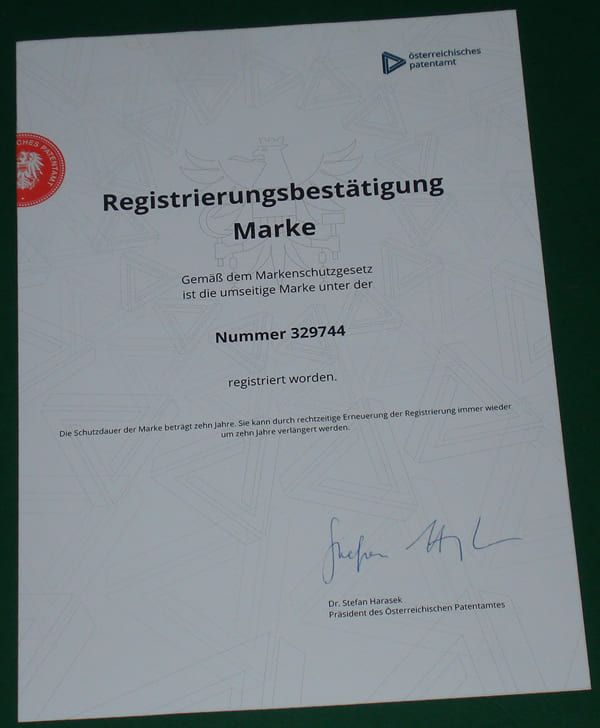 österreichisches
patentamt
CHES PATENTAMT
Registrierungsbestätigung
Marke
Gemäß dem Markenschutzgesetz
ist die umseitige Marke unter der
Nummer 329744
registriert worden.
Die Schutzdauer der Marke beträgt zehn Jahre. Sie kann durch rechtzeitige Erneuerung der Registrierung immer wieder
um zehn Jahre verlängert werden.
Dr. Stefan Harasek
Präsident des Österreichischen Patentamtes